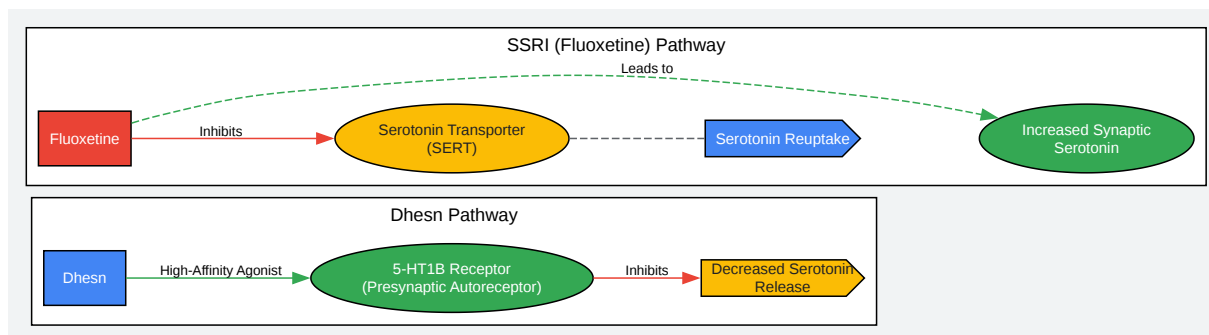 SSRI (Fluoxetine) Pathway
Leads to
Fluoxetine
Inhibits
Serotonin Transporter
(SERT)
Serotonin Reuptake
Increased Synaptic
Serotonin
Dhesn Pathway
Dhesn
High-Affinity Agonist
5-HT1B Receptor
(Presynaptic Autoreceptor)
Inhibits
Decreased Serotonin
Release